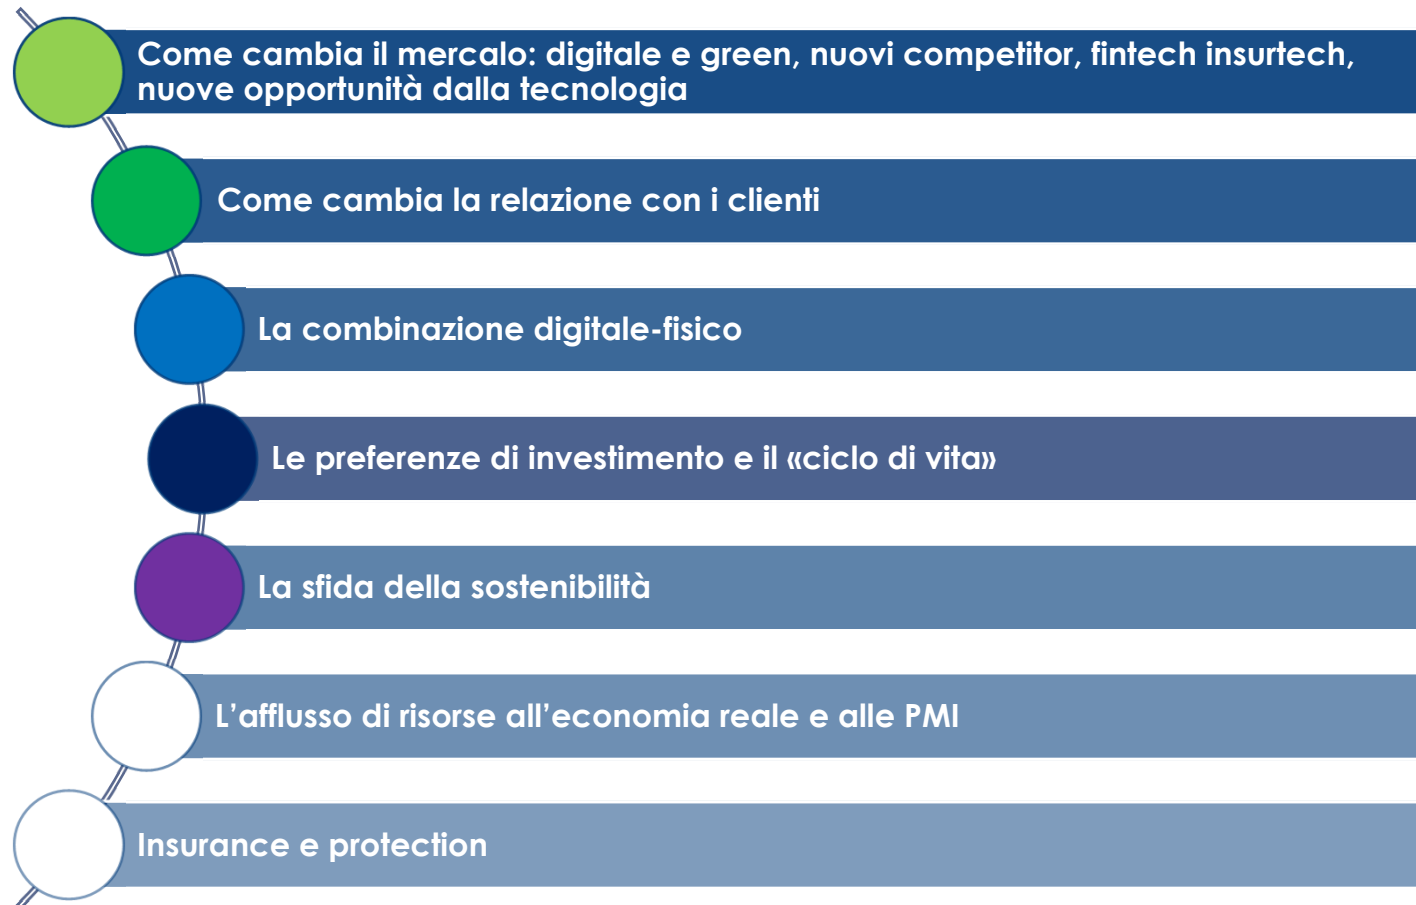 Come cambia il mercalo: digitale e green, nuovi competitor, fintech insurtech,
nuove opportunità dalla tecnologia
Come cambia la relazione con i clienti
La combinazione digitale-fisico
Le preferenze di investimento e il «ciclo di vita»
La sfida della sostenibilità
L’afflusso di risorse all’economia reale e alle PMI
Insurance e protection